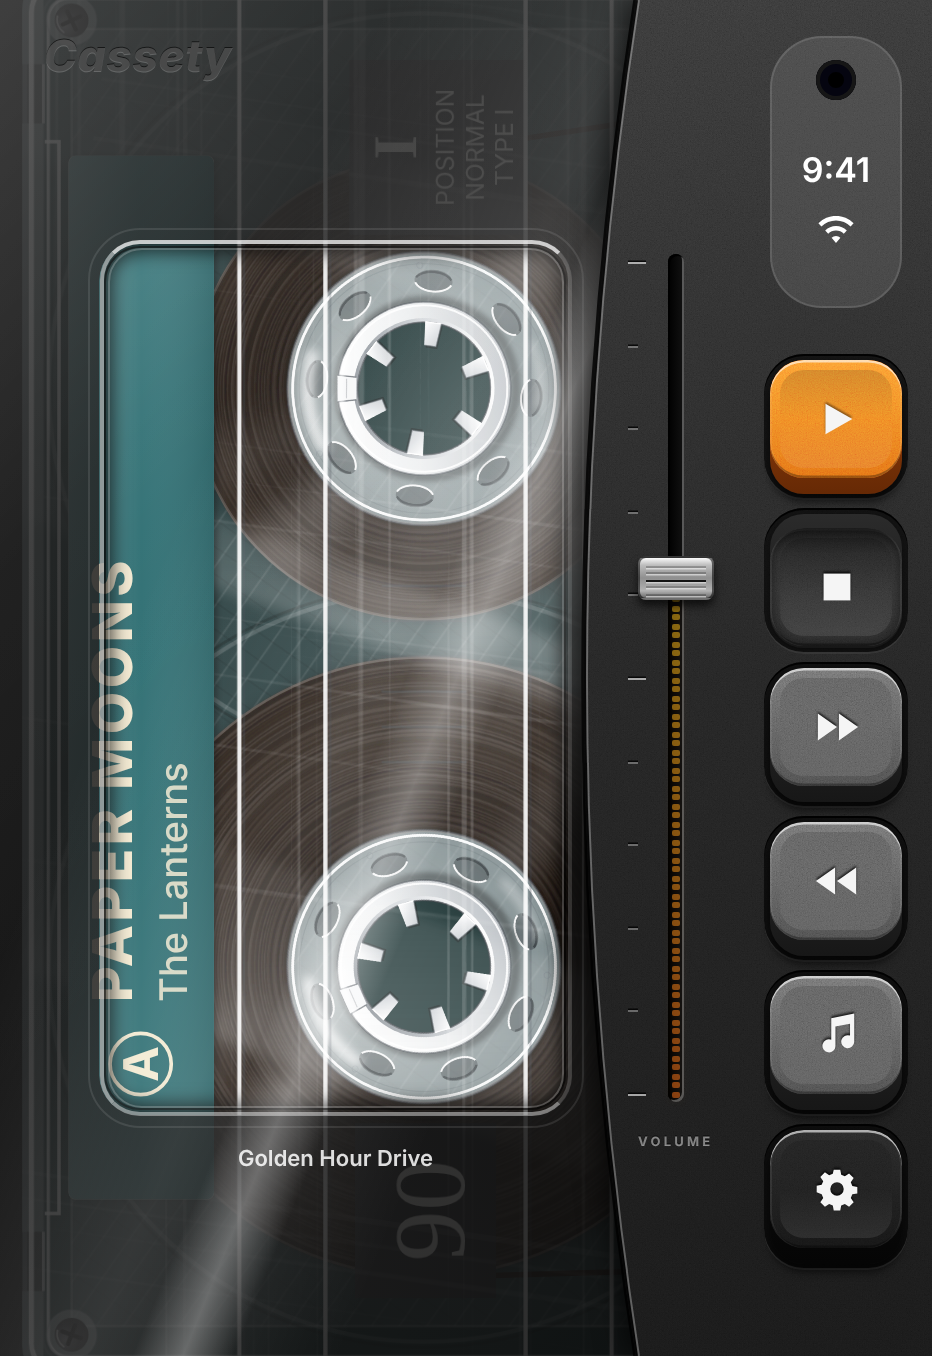 Cassety
I
POSITION
NORMAL
TYPE I
9:41
PAPER MOONS
The Lanterns
A
Golden Hour Drive
90
VOLUME